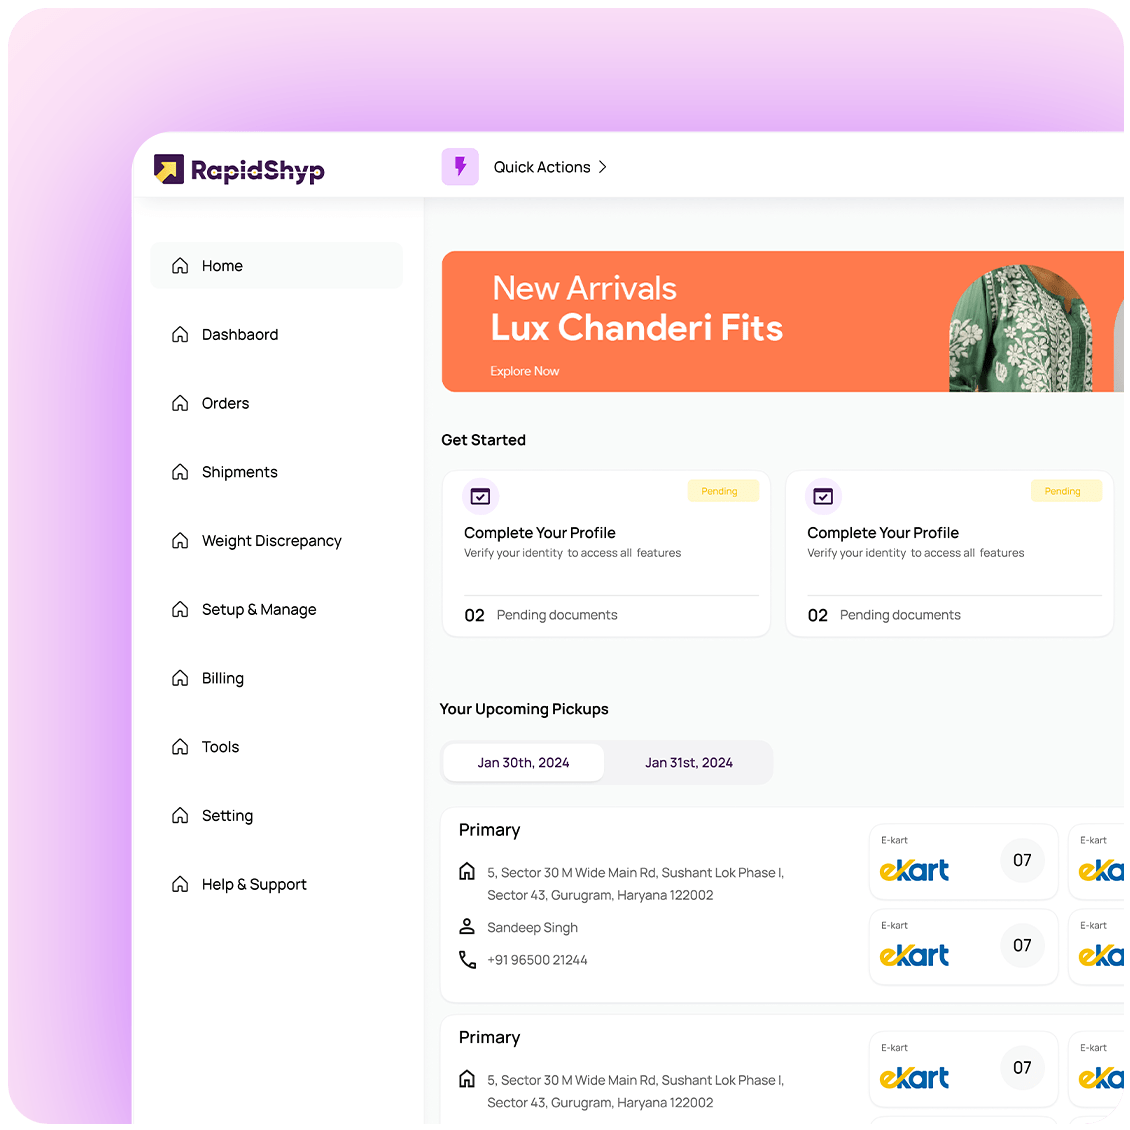 RapidShyp
Quick Actions
Home
Dashbaord
Orders
Shipments
Weight Discrepancy
Setup & Manage
Billing
Tools
Setting
Help & Support
New Arrivals
Lux Chanderi Fits
Explore Now
Get Started
Pending
Complete Your Profile
Verify your identity to access all features
02 Pending documents
Pending
Complete Your Profile
Verify your identity to access all features
02 Pending documents
Your Upcoming Pickups
Jan 30th, 2024
Jan 31st, 2024
Primary
5, Sector 30 M Wide Main Rd, Sushant Lok Phase I,
Sector 43, Gurugram, Haryana 122002
Sandeep Singh
+91 96500 21244
E-kart
ekart
07
E-kart
eka
E-kart
ekart
07
E-kart
eka
Primary
5, Sector 30 M Wide Main Rd, Sushant Lok Phase I,
Sector 43, Gurugram, Haryana 122002
E-kart
ekart
07
E-kart
eka